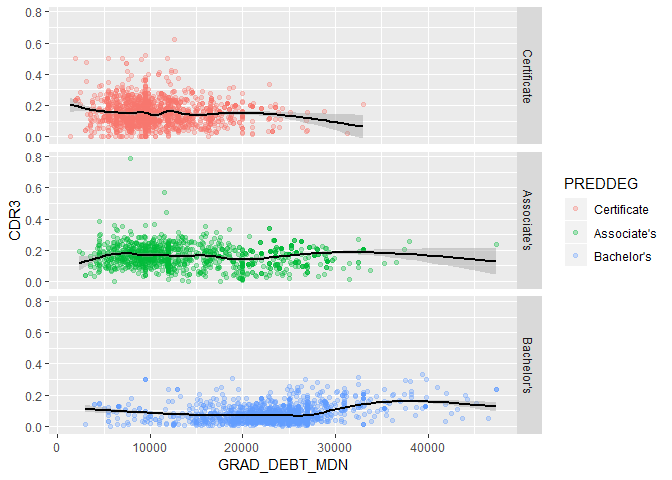 0.8
0.6
0.4
0.2
0.0
Certificate
0.8
0.6
0.4
0.2
0.0
Associate's
0.8
0.6
0.4
0.2
0.0
Bachelor's
CDR3
0 10000 20000 30000 40000
GRAD_DEBT_MDN
PREDDEG
Certificate
Associate's
Bachelor's